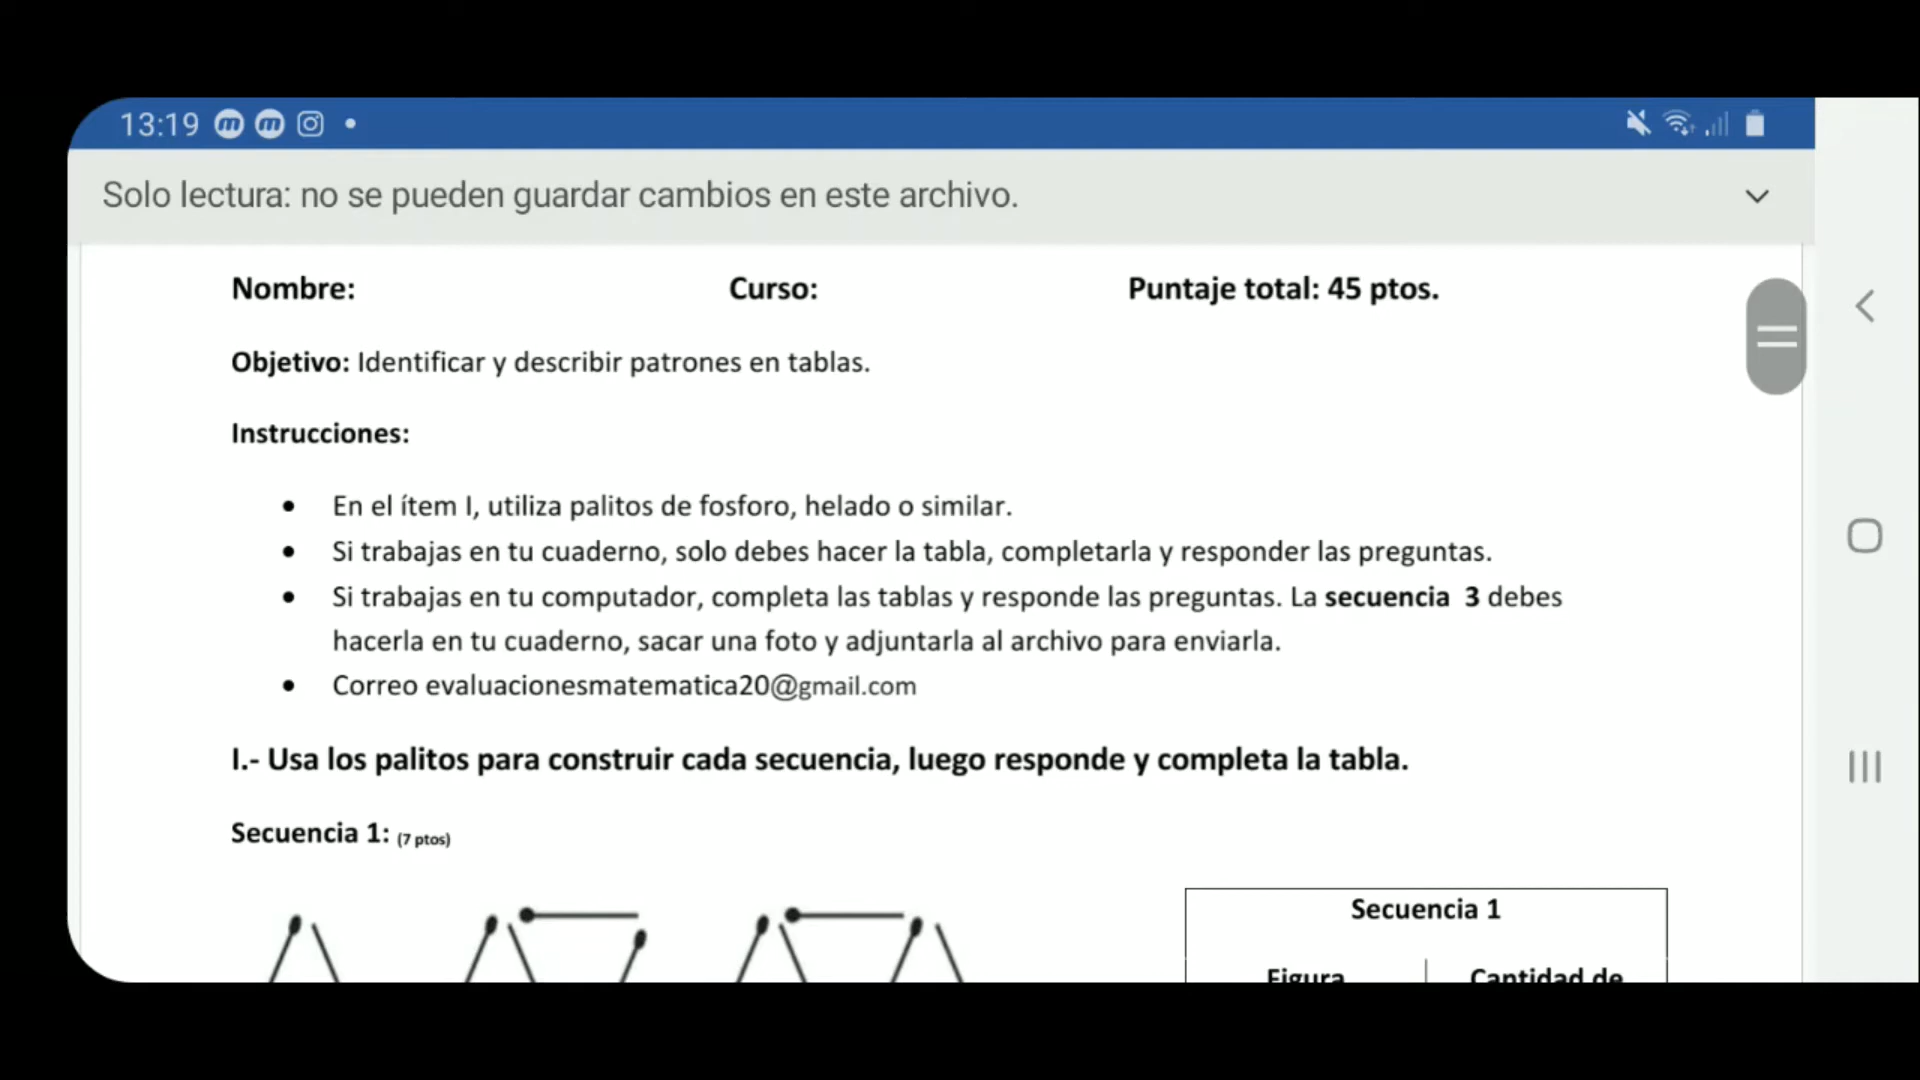 13:19
Solo lectura: no se pueden guardar cambios en este archivo.
Nombre: Curso: Puntaje total: 45 ptos.
Objetivo: Identificar y describir patrones en tablas.
Instrucciones:
• En el ítem I, utiliza palitos de fosforo, helado o similar.
• Si trabajas en tu cuaderno, solo debes hacer la tabla, completarla y responder las preguntas.
• Si trabajas en tu computador, completa las tablas y responde las preguntas. La secuencia 3 debes
hacerla en tu cuaderno, sacar una foto y adjuntarla al archivo para enviarla.
• Correo evaluacionesmatematica20@gmail.com
I.- Usa los palitos para construir cada secuencia, luego responde y completa la tabla.
Secuencia 1: (7 ptos)
Secuencia 1
Figura Cantidad de